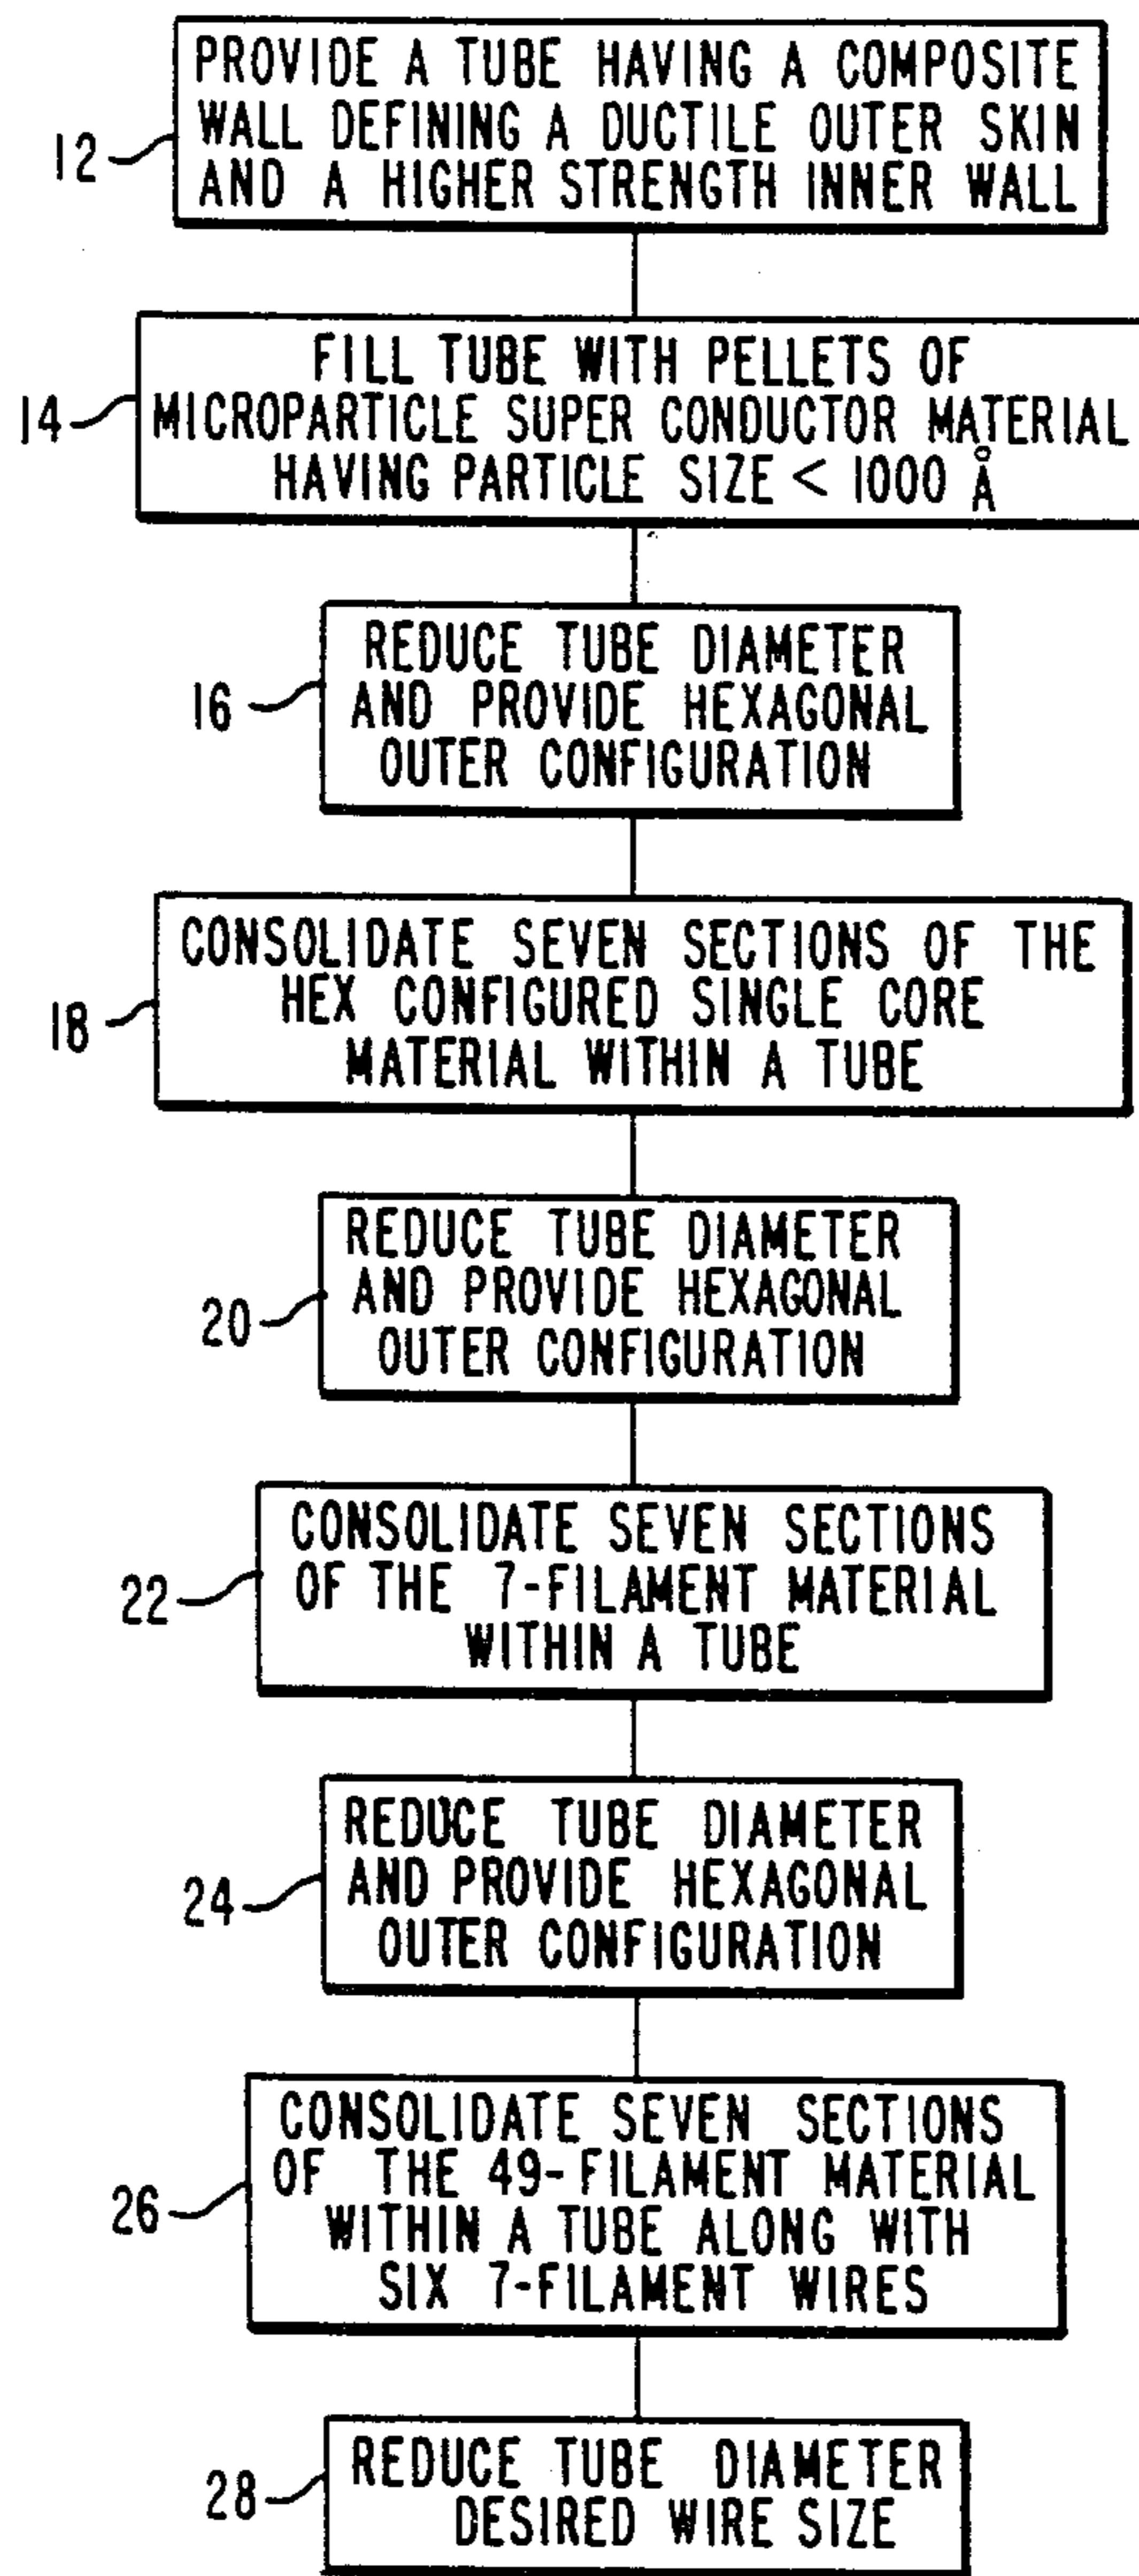 PROVIDE A TUBE HAVING A COMPOSITE
WALL DEFINING A DUCTILE OUTER SKIN
AND A HIGHER STRENGTH INNER WALL
12
FILL TUBE WITH PELLETS OF
MICROPARTICLE SUPER CONDUCTOR MATERIAL
HAVING PARTICLE SIZE < 1000 Å
14
REDUCE TUBE DIAMETER
AND PROVIDE HEXAGONAL
OUTER CONFIGURATION
16
CONSOLIDATE SEVEN SECTIONS OF THE
HEX CONFIGURED SINGLE CORE
MATERIAL WITHIN A TUBE
18
REDUCE TUBE DIAMETER
AND PROVIDE HEXAGONAL
OUTER CONFIGURATION
20
CONSOLIDATE SEVEN SECTIONS
OF THE 7-FILAMENT MATERIAL
WITHIN A TUBE
22
REDUCE TUBE DIAMETER
AND PROVIDE HEXAGONAL
OUTER CONFIGURATION
24
CONSOLIDATE SEVEN SECTIONS
OF THE 49-FILAMENT MATERIAL
WITHIN A TUBE ALONG WITH
SIX 7-FILAMENT WIRES
26
REDUCE TUBE DIAMETER
DESIRED WIRE SIZE
28